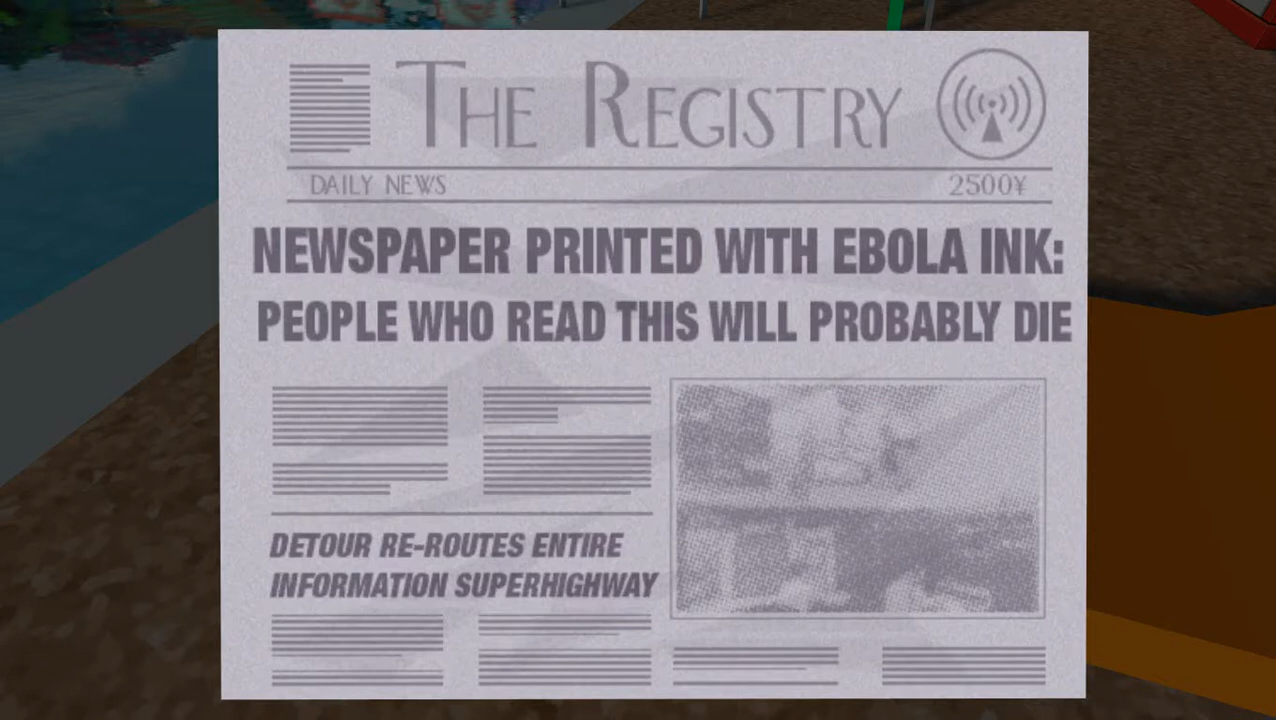 THE REGISTRY
DAILY NEWS
2500¥
NEWSPAPER PRINTED WITH EBOLA INK:
PEOPLE WHO READ THIS WILL PROBABLY DIE
DETOUR RE-ROUTES ENTIRE
INFORMATION SUPERHIGHWAY